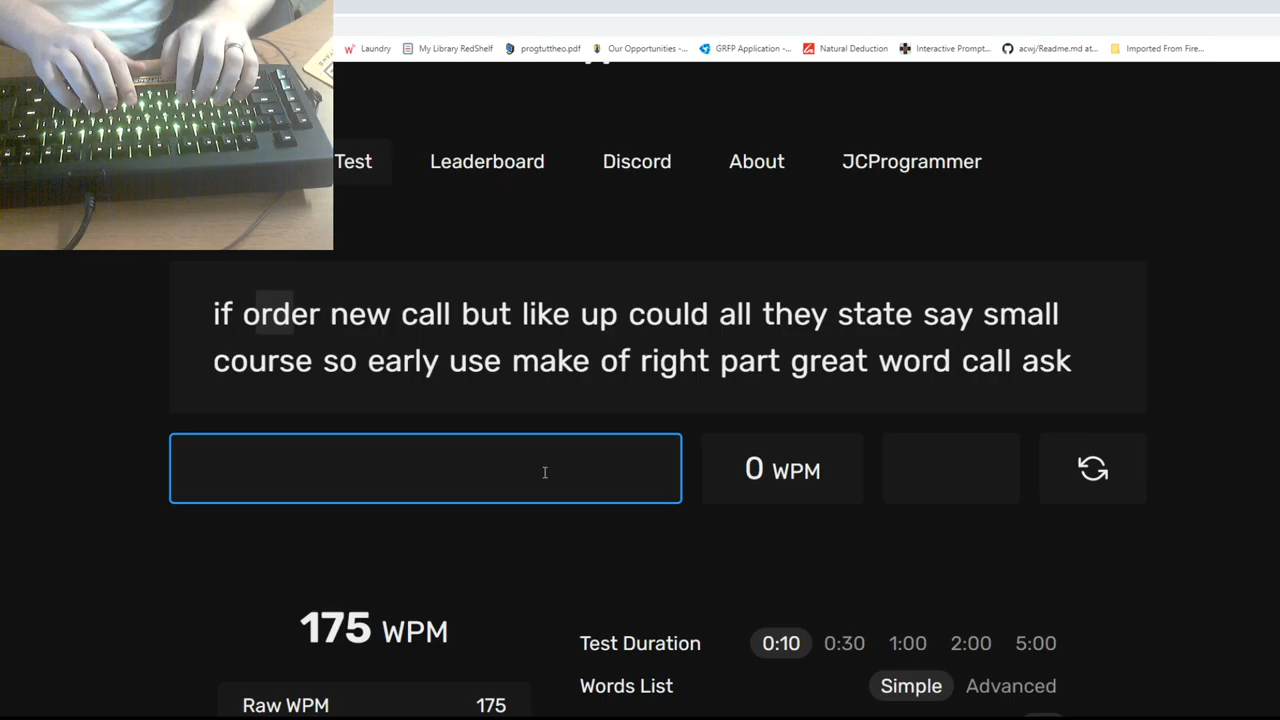 Laundry
My Library RedShelf
progtuttheo.pdf
Our Opportunities -...
GRFP Application -...
Natural Deduction
Interactive Prompt...
acwj/Readme.md at...
Imported From Fire...
Test
Leaderboard
Discord
About
JCProgrammer
if order new call but like up could all they state say small
course so early use make of right part great word call ask
0 WPM
175 WPM
Test Duration 0:10 0:30 1:00 2:00 5:00
Words List Simple Advanced
Raw WPM 175